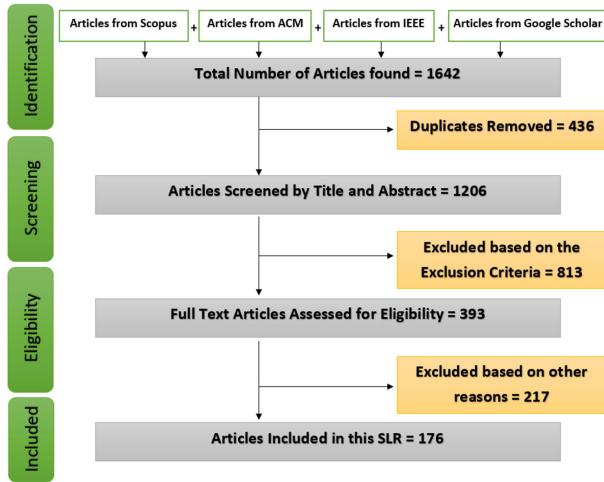 Identification
Articles from Scopus + Articles from ACM + Articles from IEEE + Articles from Google Scholar
Total Number of Articles found = 1642
Duplicates Removed = 436
Screening
Articles Screened by Title and Abstract = 1206
Excluded based on the
Exclusion Criteria = 813
Eligibility
Full Text Articles Assessed for Eligibility = 393
Excluded based on other
reasons = 217
Included
Articles Included in this SLR = 176